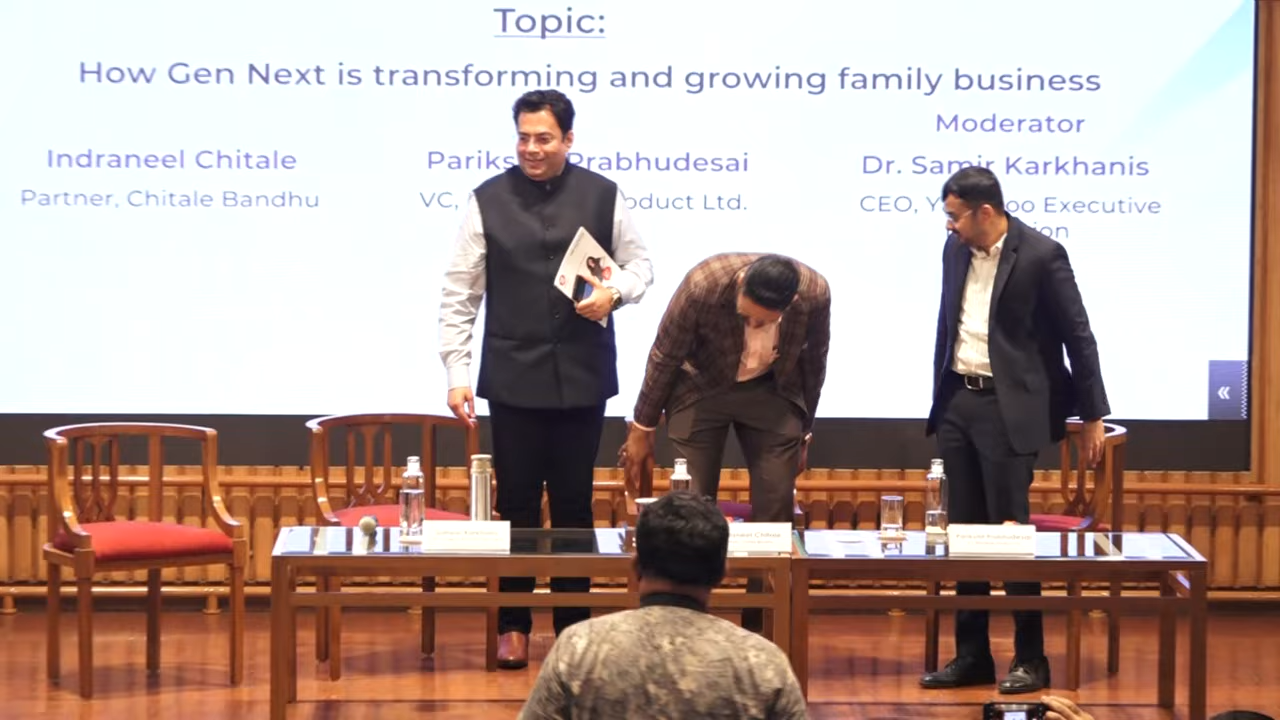 Topic:
How Gen Next is transforming and growing family business
Moderator
Indraneel Chitale
Prabhudesai
Dr. Samir Karkhanis
Partner, Chitale Bandhu
VC, Ltd.
CEO, Executive
«